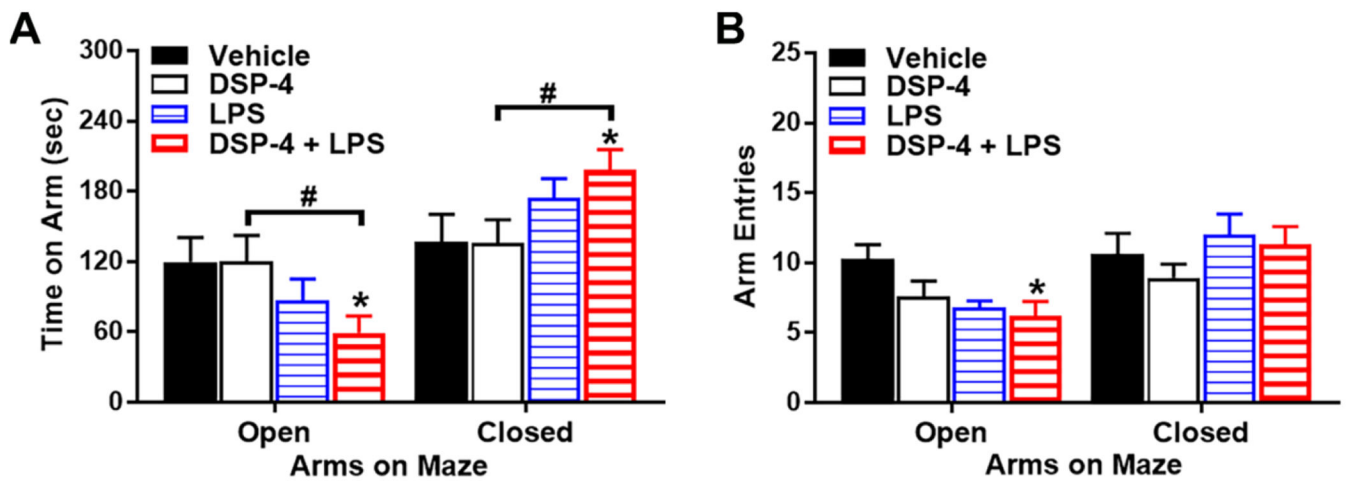 A
Time on Arm (sec)
300
240
180
120
60
0
Vehicle
DSP-4
LPS
DSP-4 + LPS
#
*
#
*
Open
Closed
Arms on Maze
B
Arm Entries
25
20
15
10
5
0
Vehicle
DSP-4
LPS
DSP-4 + LPS
*
Open
Closed
Arms on Maze